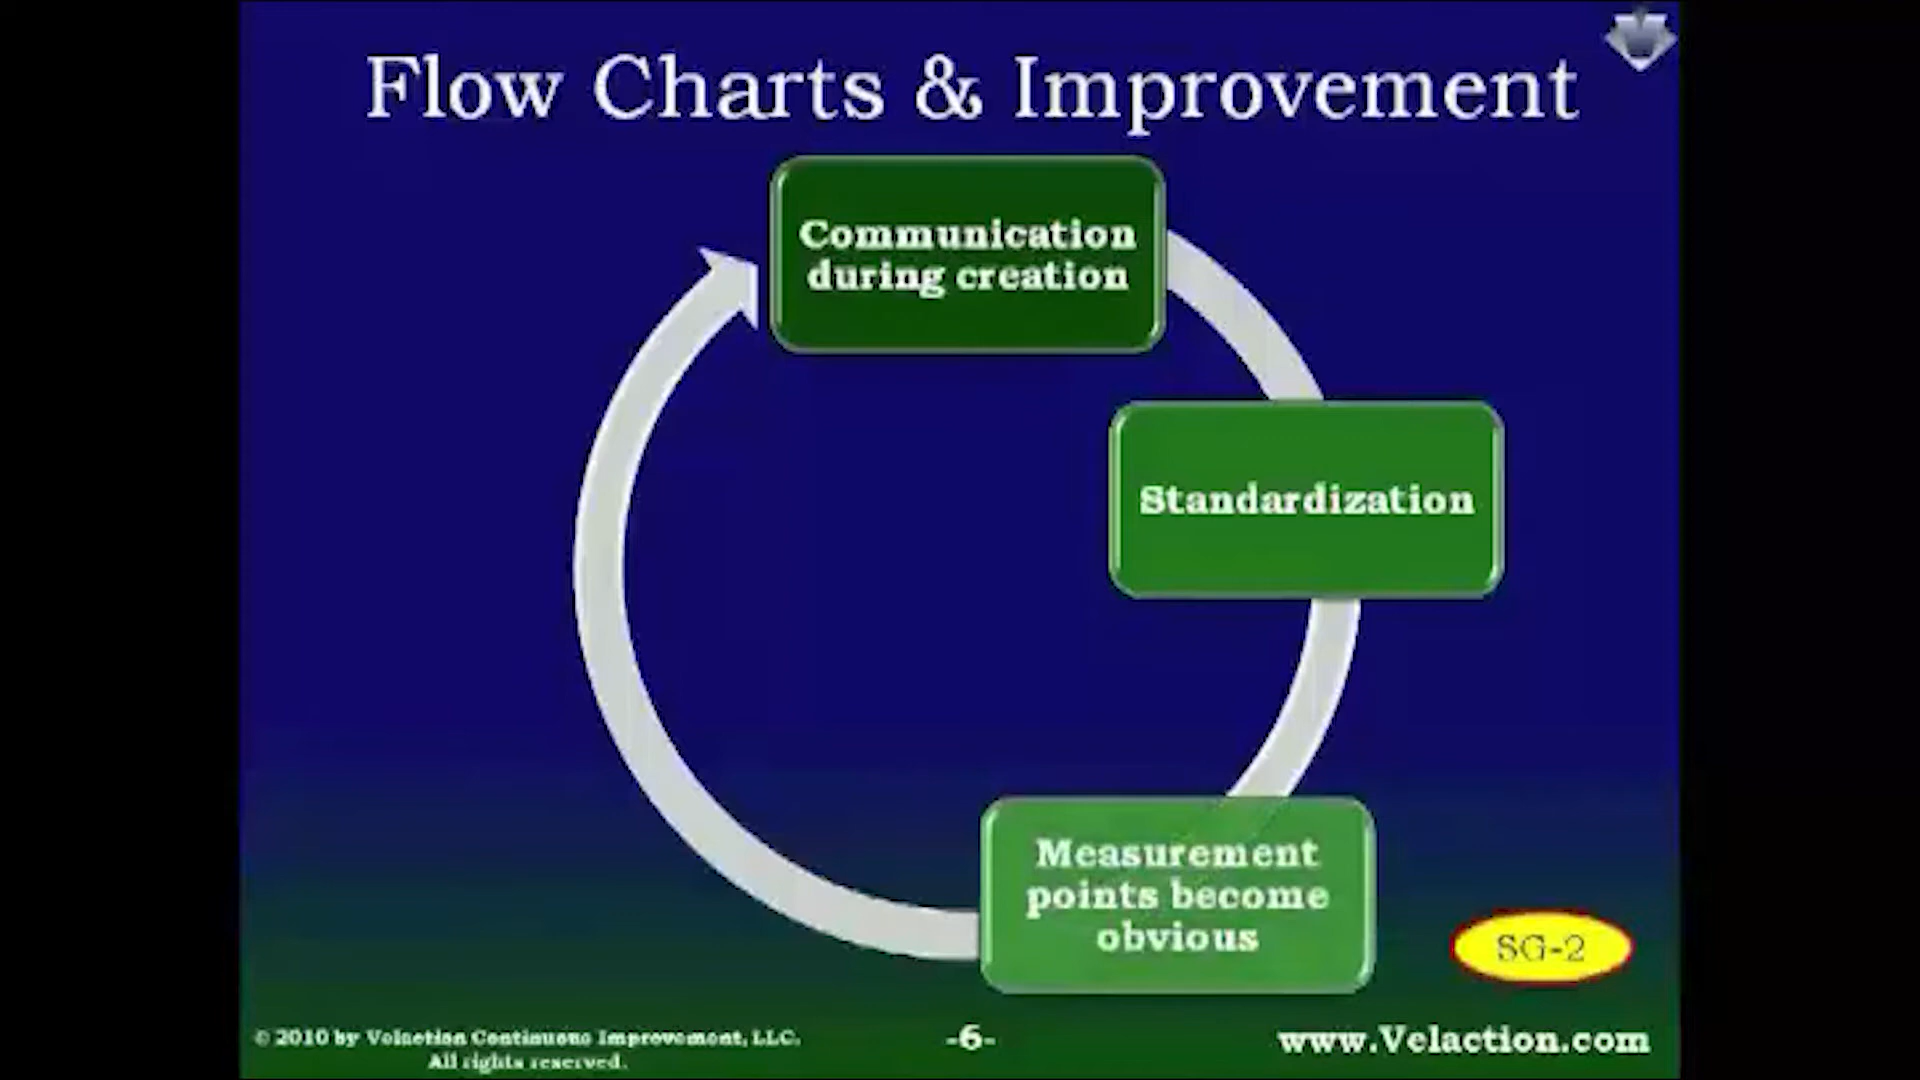 Flow Charts & Improvement
Communication
during creation
Standardization
Measurement
points become
obvious
SG-2
© 2010 by Velaction Continuous Improvement, LLC.
All rights reserved.
-6-
www.Velaction.com